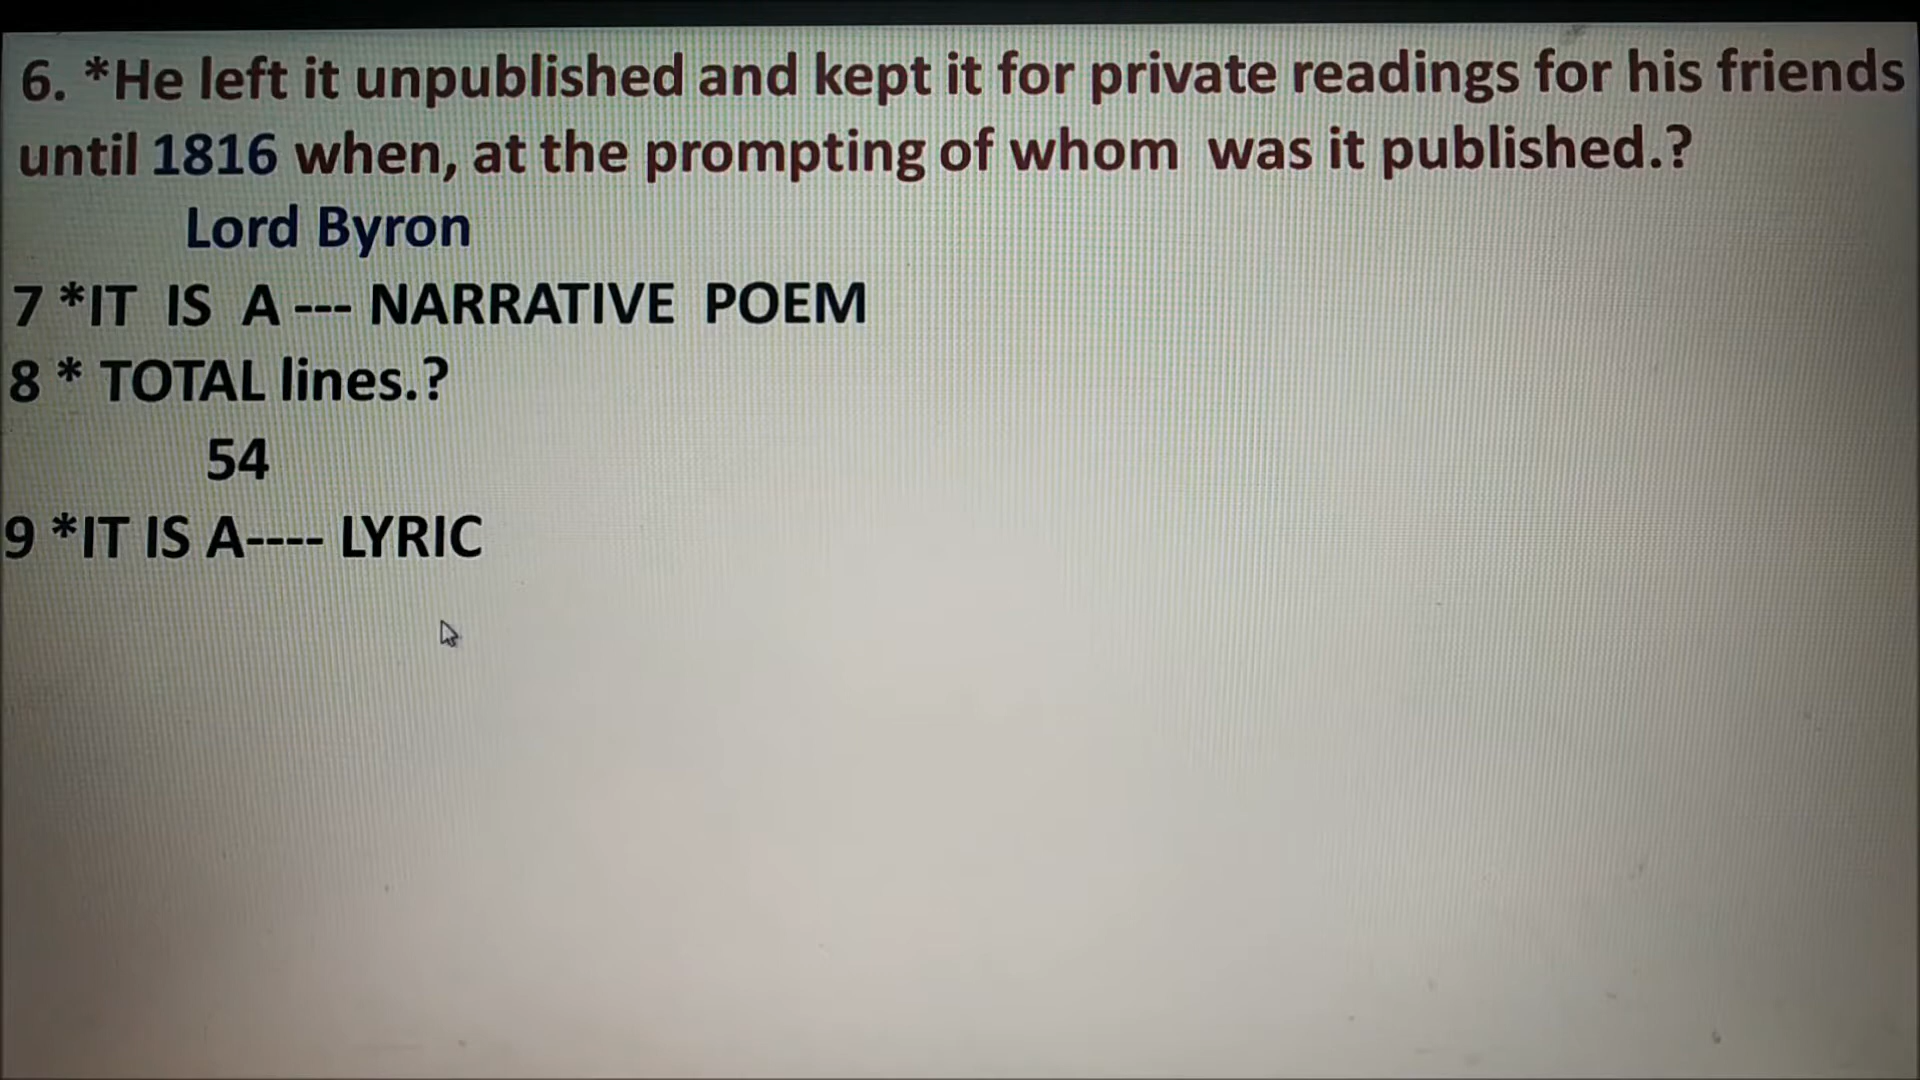 6. *He left it unpublished and kept it for private readings for his friends
until 1816 when, at the prompting of whom was it published.?
Lord Byron
7 *IT IS A --- NARRATIVE POEM
8 * TOTAL lines.?
54
9 *IT IS A---- LYRIC